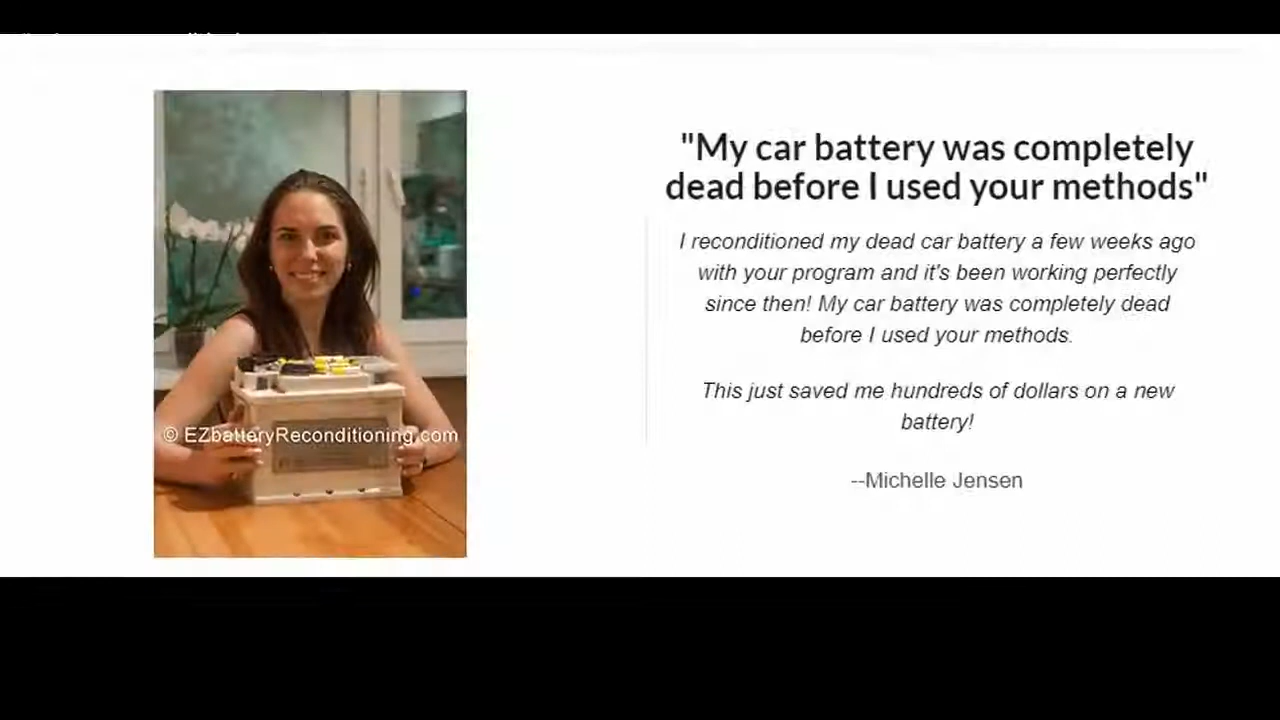 "My car battery was completely
dead before I used your methods"
I reconditioned my dead car battery a few weeks ago
with your program and it's been working perfectly
since then! My car battery was completely dead
before I used your methods.
This just saved me hundreds of dollars on a new
battery!
--Michelle Jensen
© EZbatteryReconditioning.com